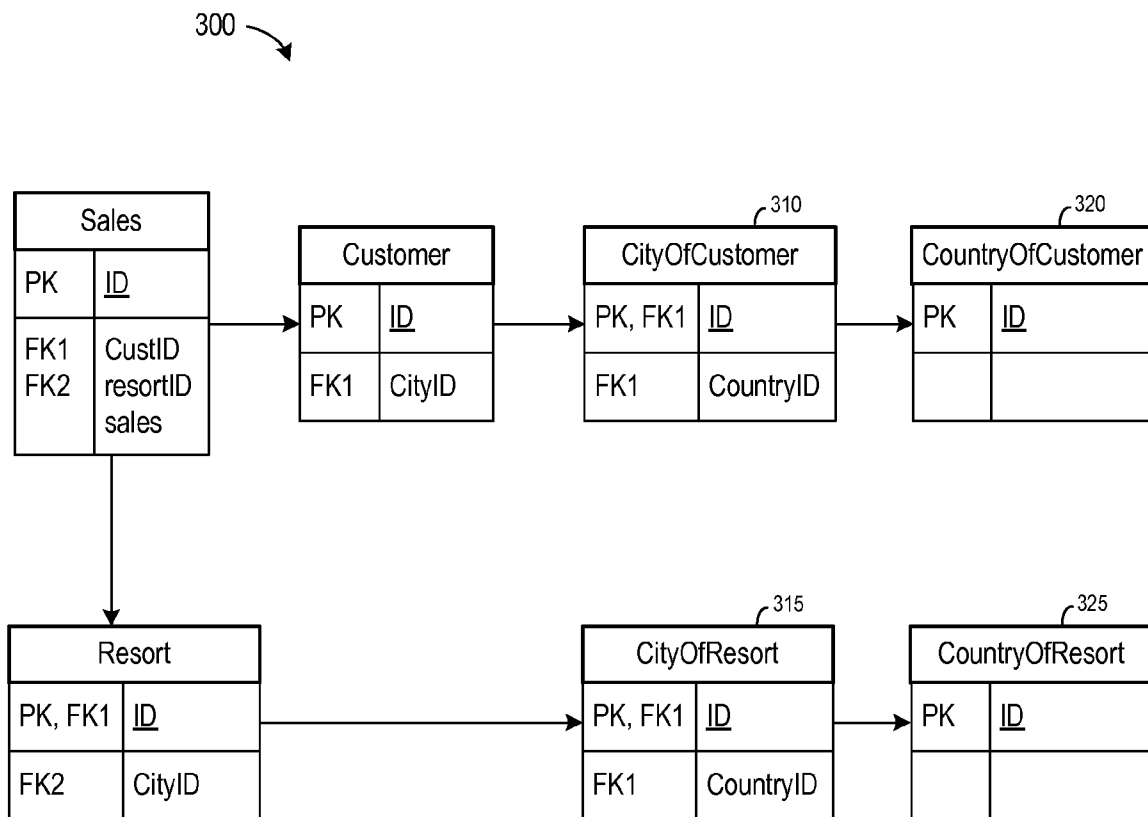 300
Sales
PK ID
FK1 CustID
FK2 resortID
sales
Customer
PK ID
FK1 CityID
310
CityOfCustomer
PK, FK1 ID
FK1 CountryID
320
CountryOfCustomer
PK ID
Resort
PK, FK1 ID
FK2 CityID
315
CityOfResort
PK, FK1 ID
FK1 CountryID
325
CountryOfResort
PK ID